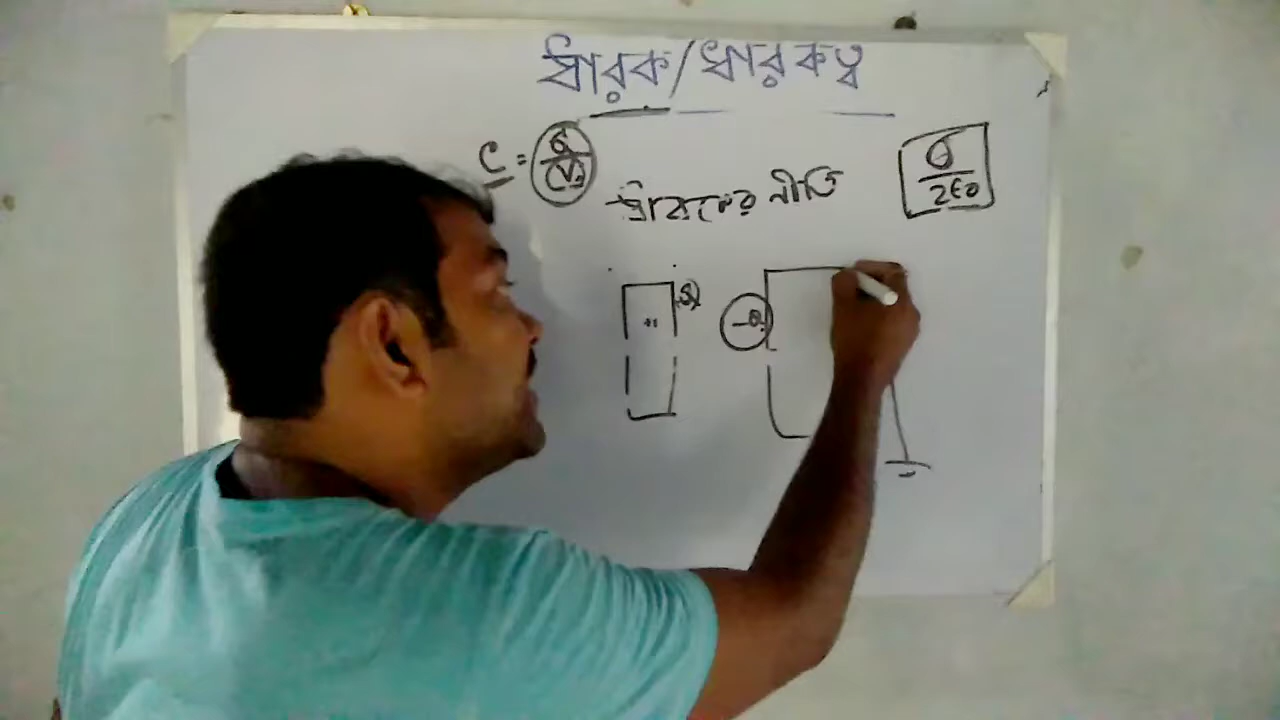 ধারক/ধারকত্ব
C = Q/V
ধারকের নীতি
σ/2ε0
++ Q
-Q